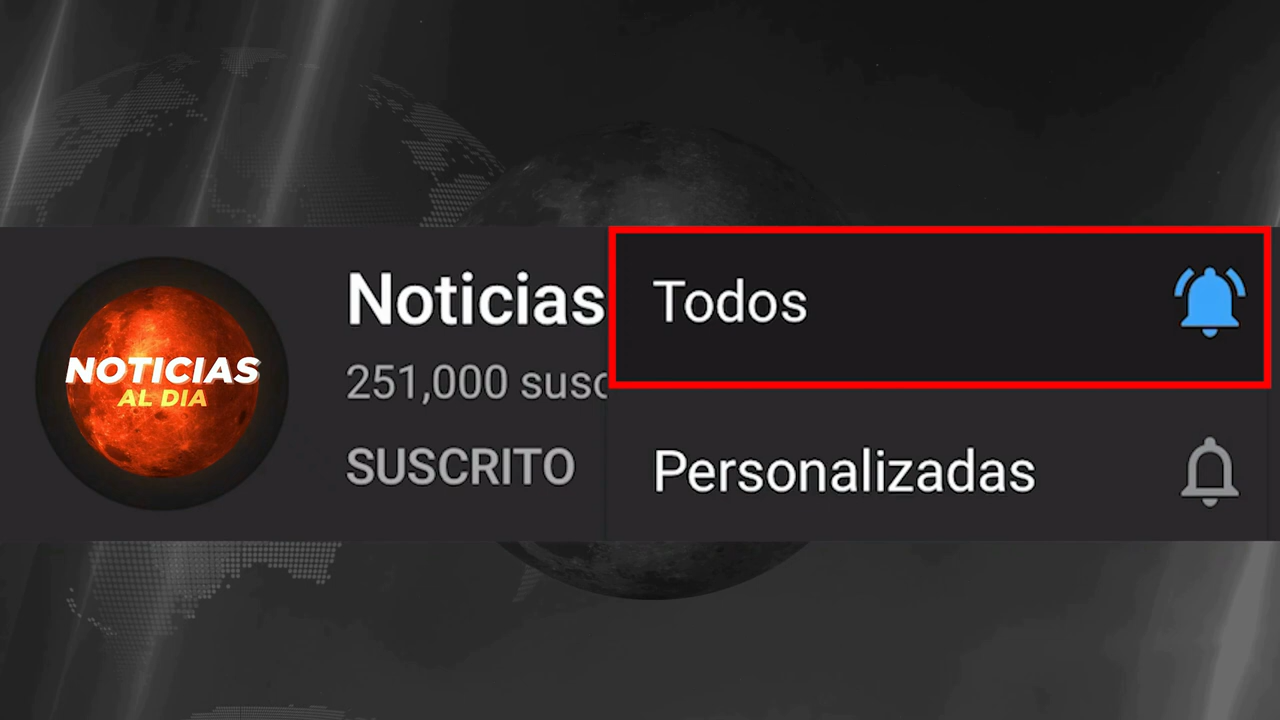 NOTICIAS
AL DIA
Noticias
251,000 susc
SUSCRITO
Todos
Personalizadas